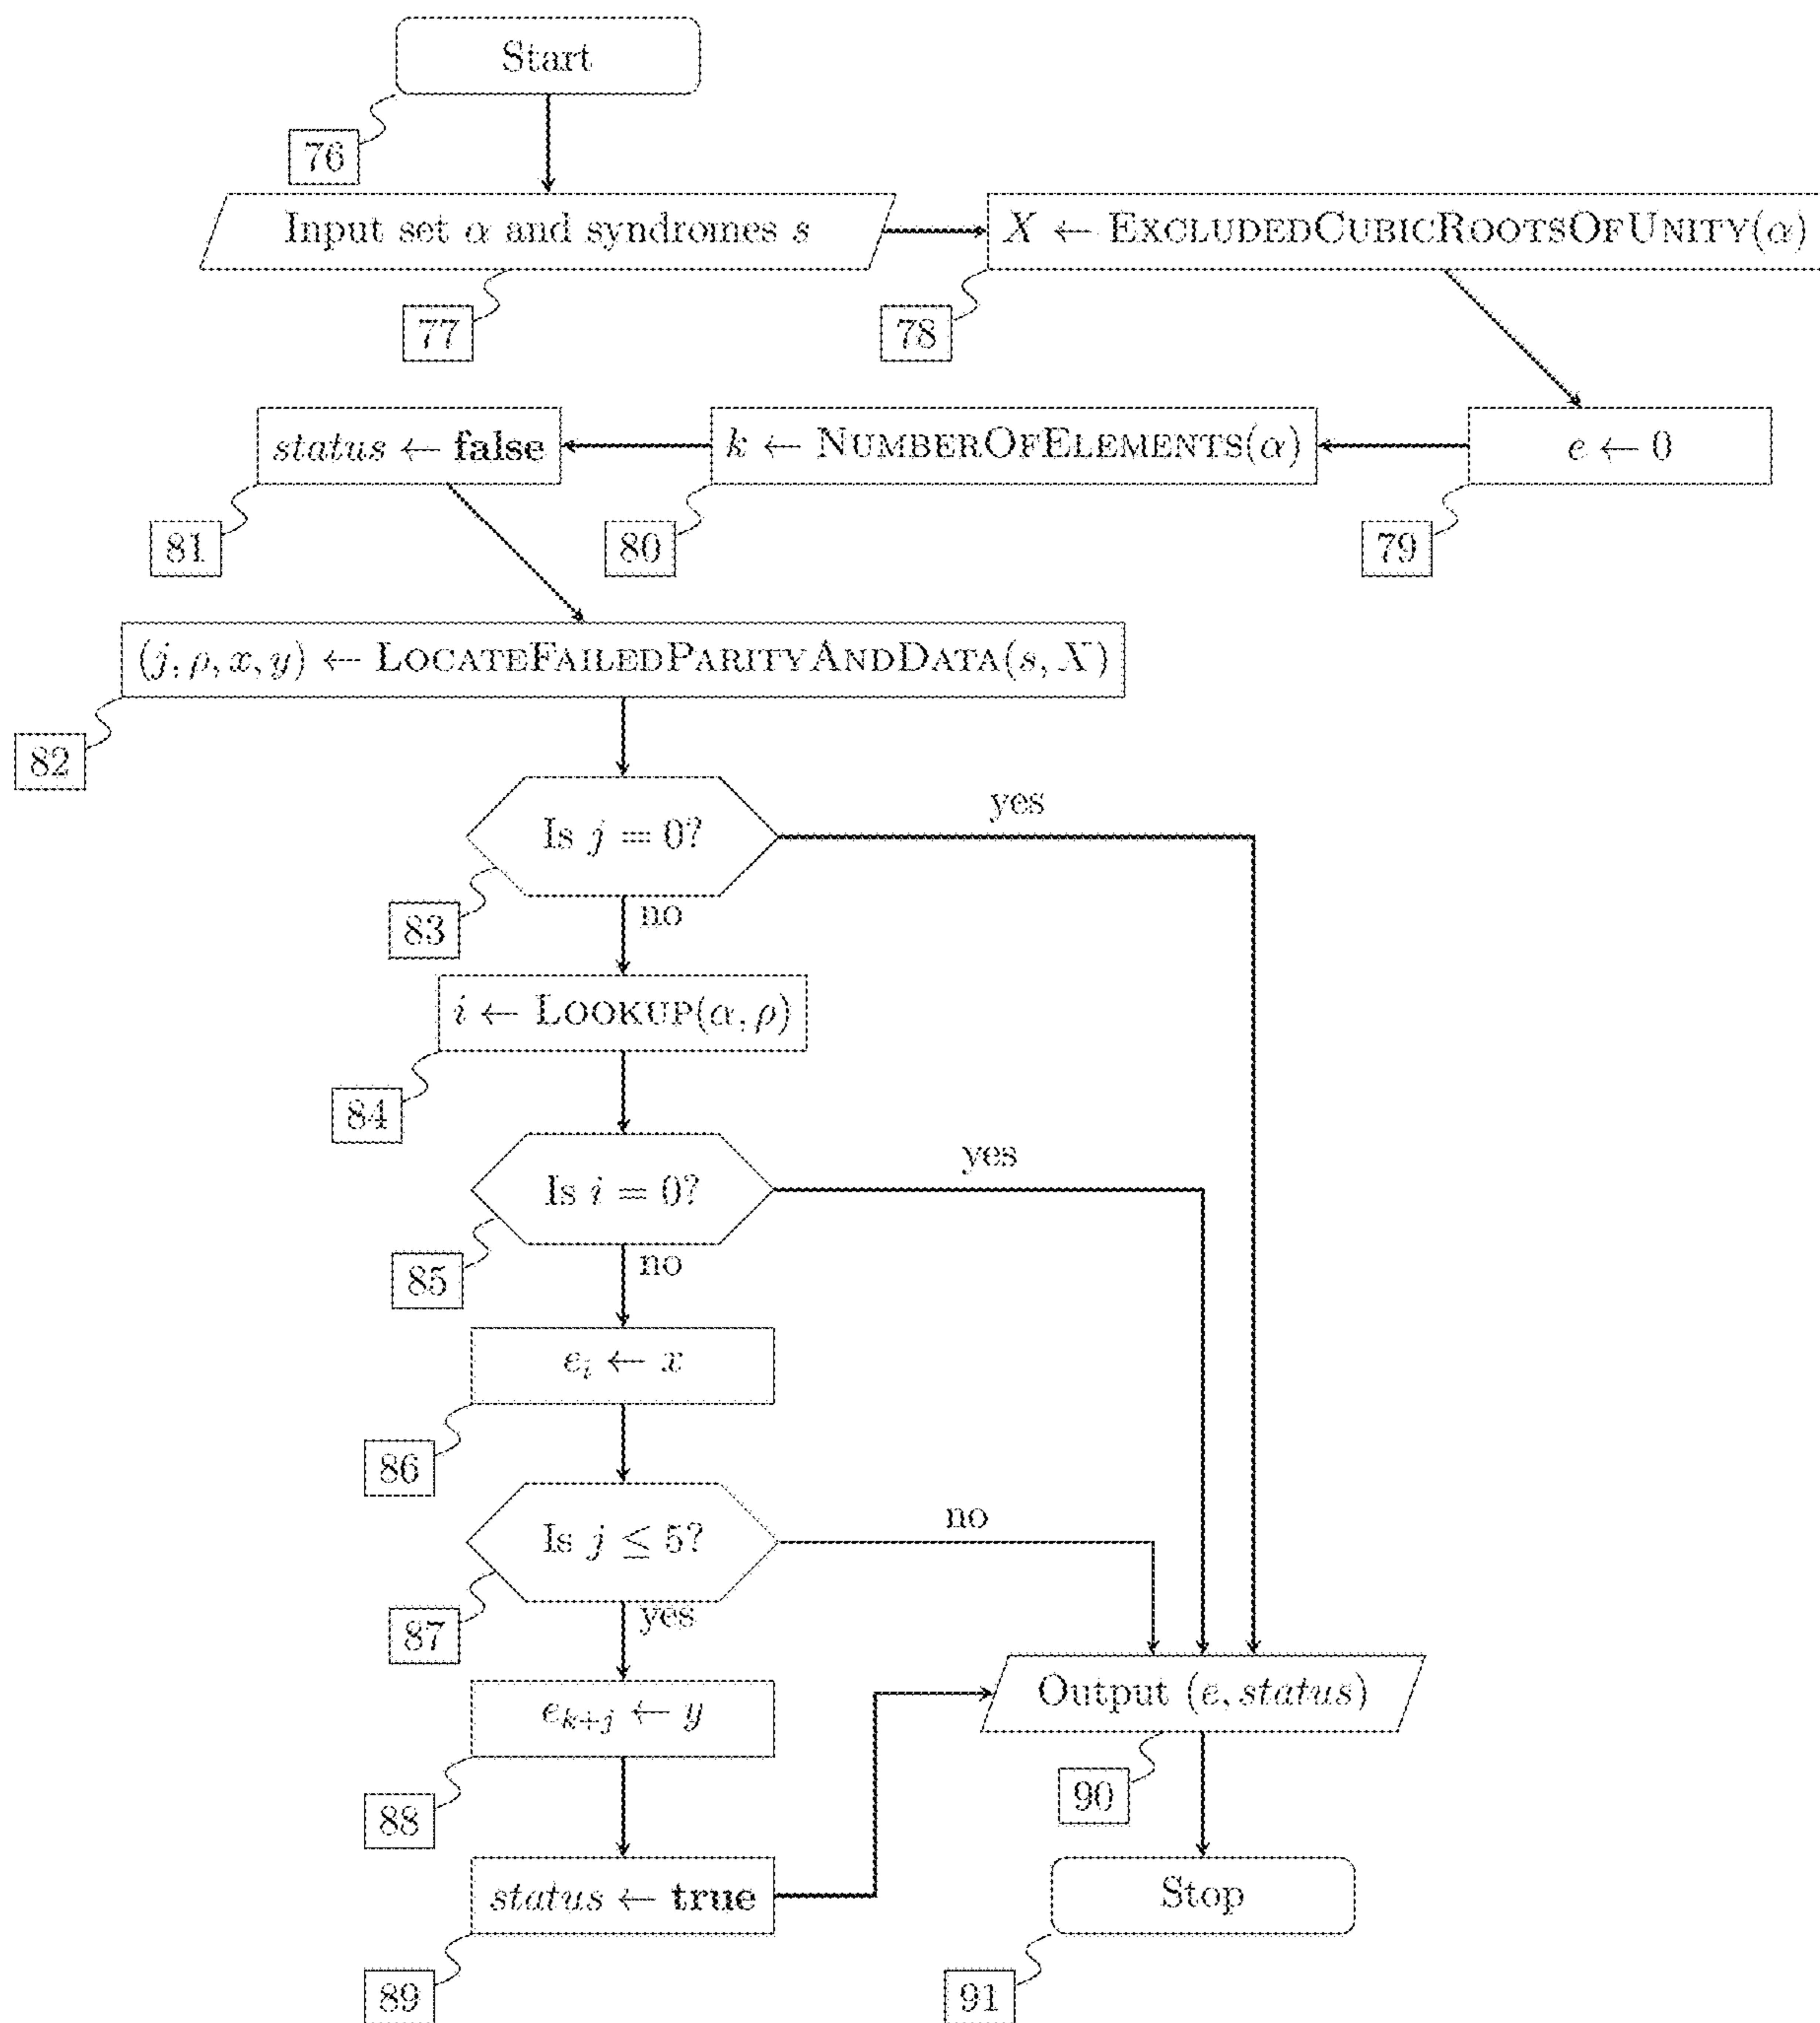 Start
76
Input set α and syndromes s
77
X ← EXCLUDEDCUBICROOTSOFUNITY(α)
78
e ← 0
79
k ← NUMBEROFELEMENTS(α)
80
status ← false
81
(j, ρ, x, y) ← LOCATEFAILEDPARITYANDDATA(s, X)
82
Is j = 0?
yes
83
no
i ← LOOKUP(α, ρ)
84
Is i = 0?
yes
85
no
e_i ← x
86
Is j ≤ 5?
no
87
yes
e_{k+j} ← y
88
status ← true
89
Output (e, status)
90
Stop
91